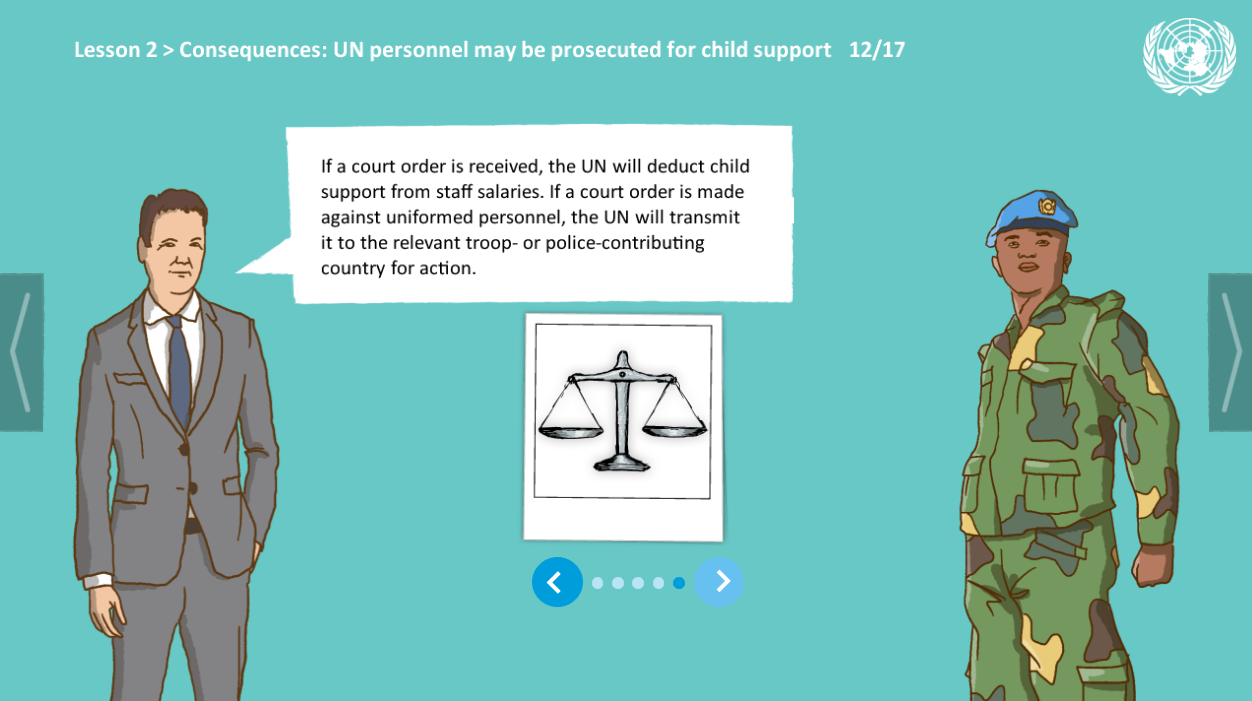 Lesson 2 > Consequences: UN personnel may be prosecuted for child support 12/17
If a court order is received, the UN will deduct child
support from staff salaries. If a court order is made
against uniformed personnel, the UN will transmit
it to the relevant troop- or police-contributing
country for action.